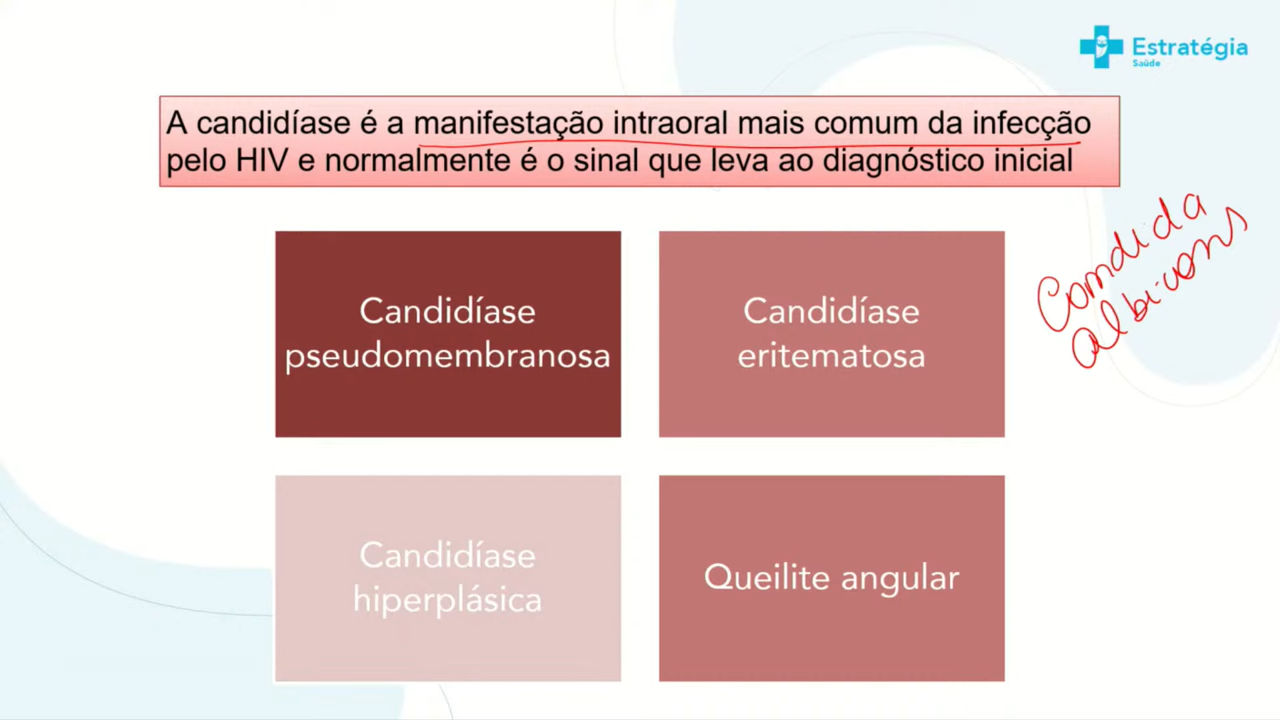 Estratégia
Saúde
A candidíase é a manifestação intraoral mais comum da infecção
pelo HIV e normalmente é o sinal que leva ao diagnóstico inicial
Candida
albicans
Candidíase
pseudomembranosa
Candidíase
eritematosa
Candidíase
hiperplásica
Queilite angular